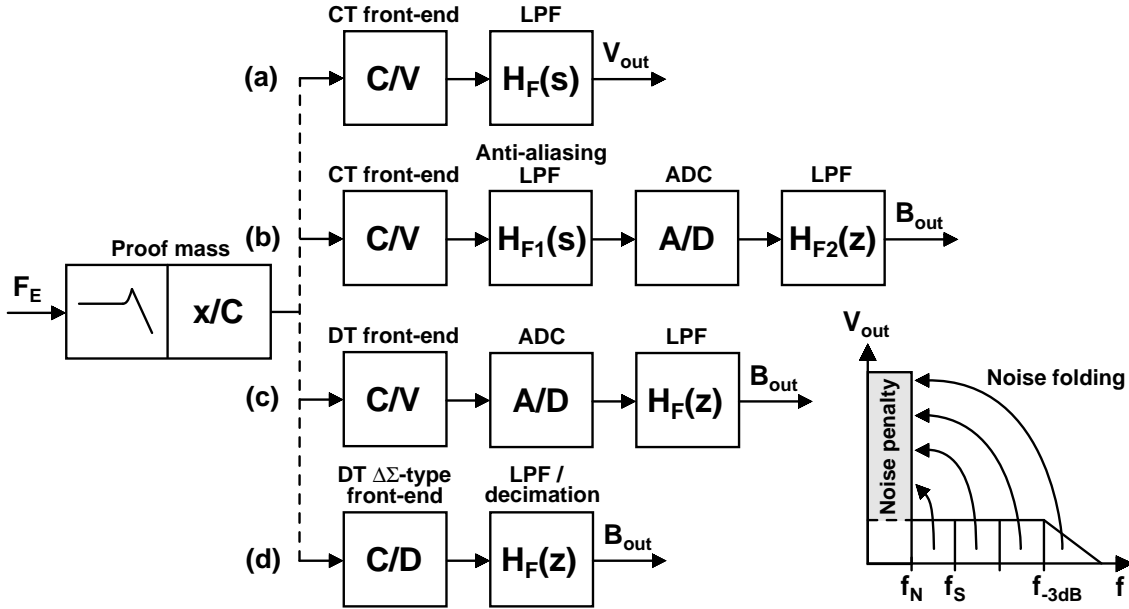 CT front-end
LPF
(a)
C/V
H_F(s)
V_out
CT front-end
Anti-aliasing
LPF
ADC
LPF
(b)
C/V
H_F1(s)
A/D
H_F2(z)
B_out
Proof mass
F_E
x/C
DT front-end
ADC
LPF
(c)
C/V
A/D
H_F(z)
B_out
DT ΔΣ-type
front-end
LPF /
decimation
(d)
C/D
H_F(z)
B_out
V_out
Noise folding
Noise penalty
f_N
f_S
f_-3dB
f